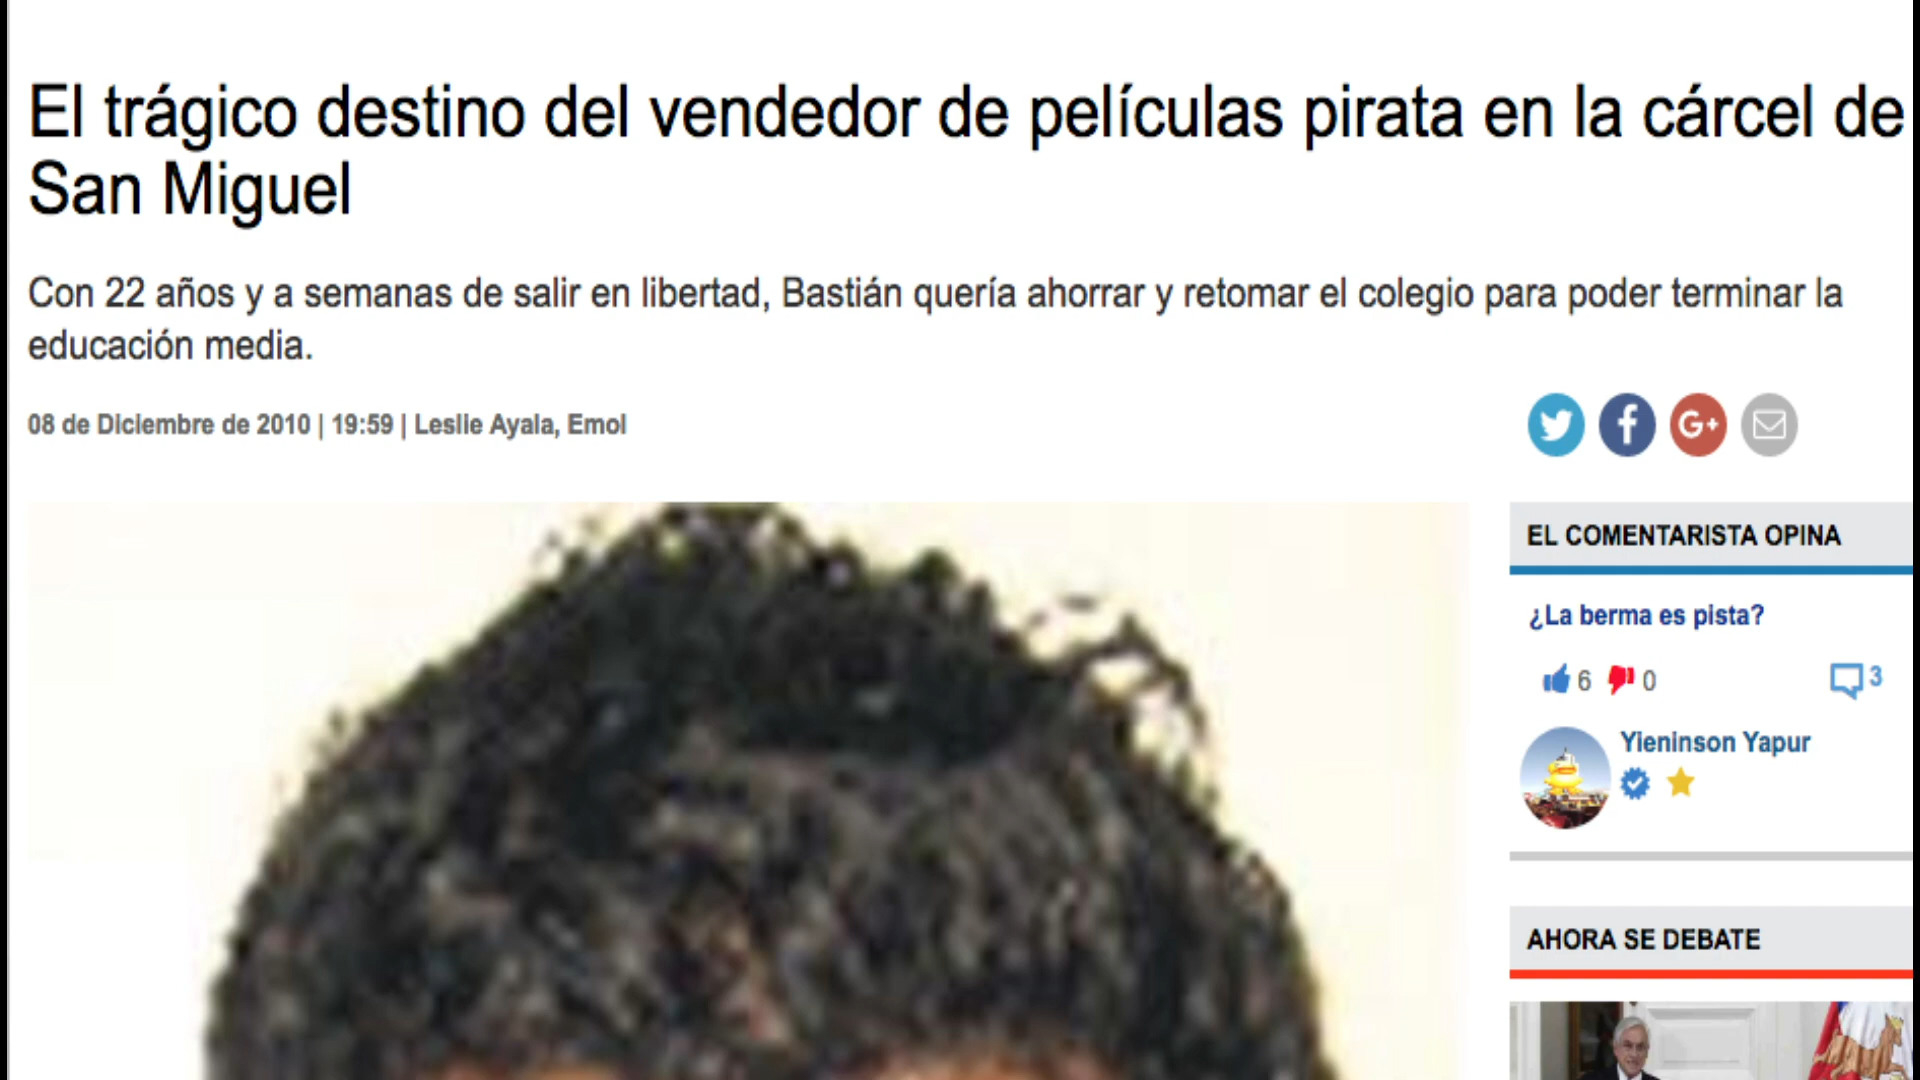 El trágico destino del vendedor de películas pirata en la cárcel de
San Miguel
Con 22 años y a semanas de salir en libertad, Bastián quería ahorrar y retomar el colegio para poder terminar la
educación media.
08 de Diciembre de 2010 | 19:59 | Leslie Ayala, Emol
G+
EL COMENTARISTA OPINA
¿La berma es pista?
6 0 3
Yieninson Yapur
AHORA SE DEBATE